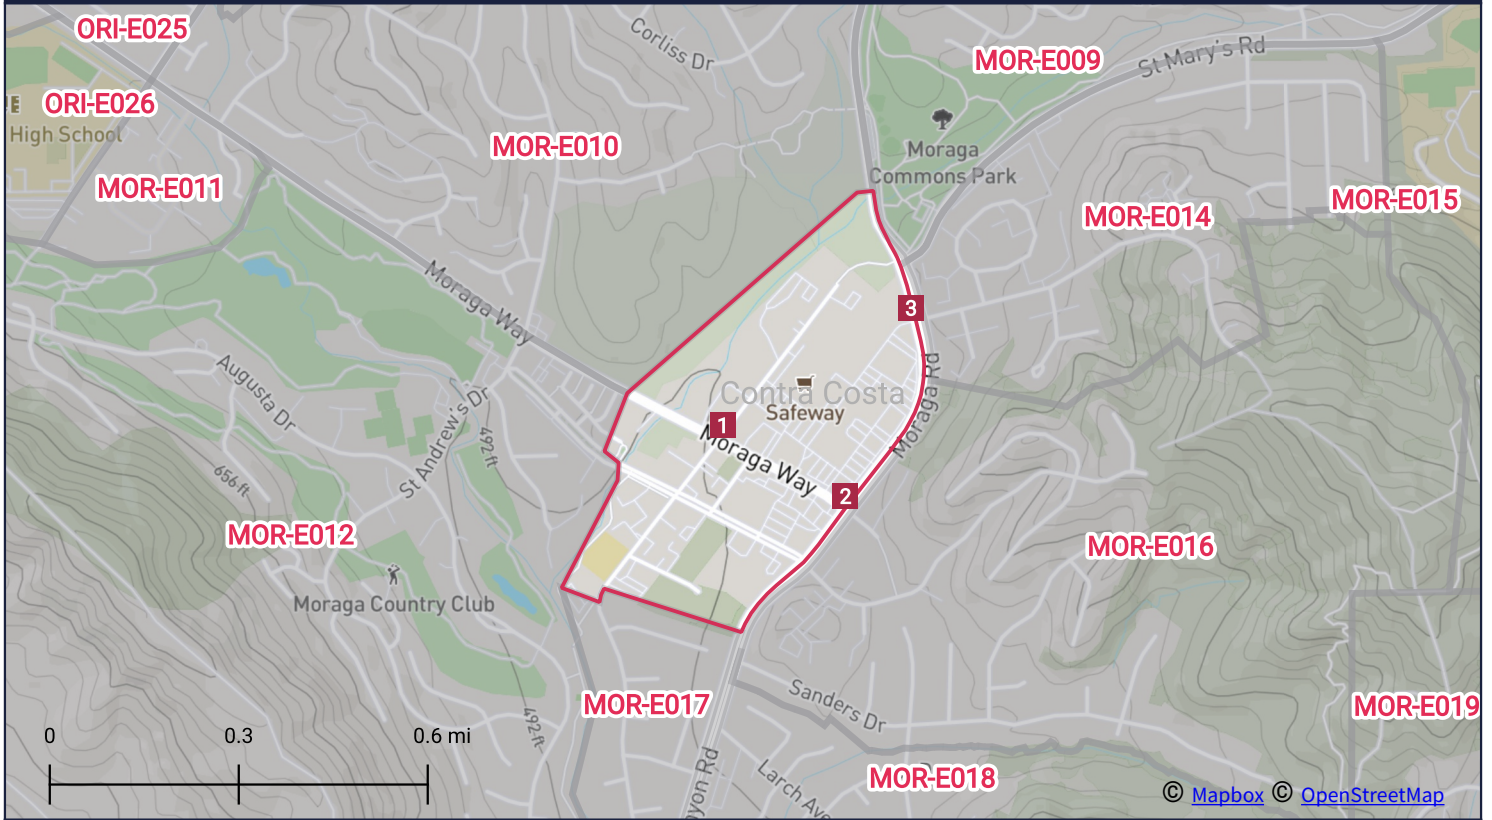 ORI-E025
Corliss Dr
MOR-E009
St Mary's Rd
ORI-E026
High School
MOR-E010
Moraga
Commons Park
MOR-E011
MOR-E015
MOR-E014
Moraga Way
3
Augusta Dr
St Andrew's Dr
492 ft
Contra Costa
Safeway
Moraga Rd
1
Moraga Way
656 ft
2
MOR-E012
MOR-E016
Moraga Country Club
MOR-E017
Sanders Dr
MOR-E019
492 ft
0 0.3 0.6 mi
yon Rd
Larch Ave
MOR-E018
© Mapbox © OpenStreetMap